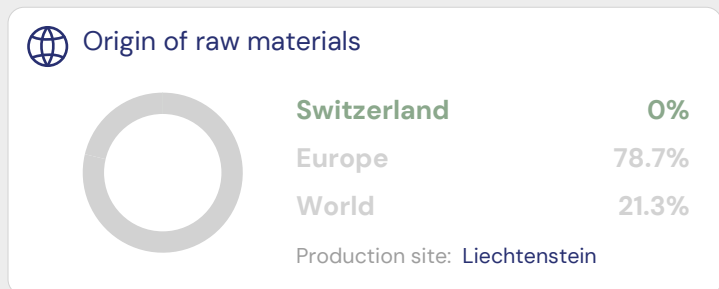 Origin of raw materials
Switzerland 0%
Europe 78.7%
World 21.3%
Production site: Liechtenstein